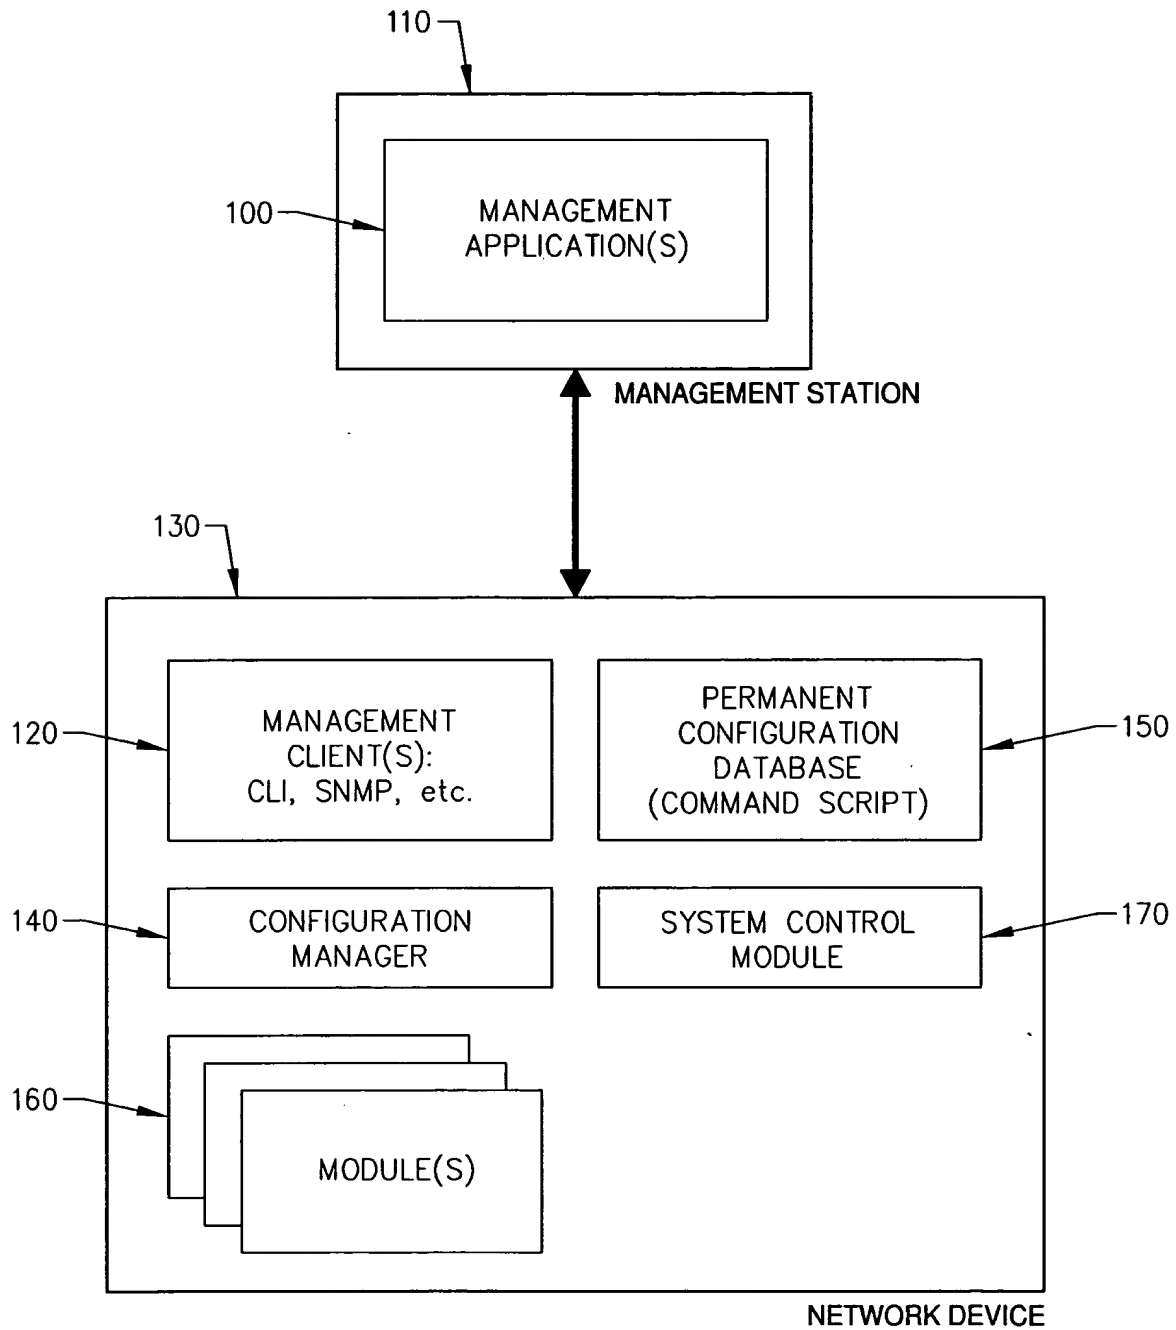 110
100
MANAGEMENT
APPLICATION(S)
MANAGEMENT STATION
130
120
MANAGEMENT
CLIENT(S):
CLI, SNMP, etc.
PERMANENT
CONFIGURATION
DATABASE
(COMMAND SCRIPT)
150
140
CONFIGURATION
MANAGER
SYSTEM CONTROL
MODULE
170
160
MODULE(S)
NETWORK DEVICE